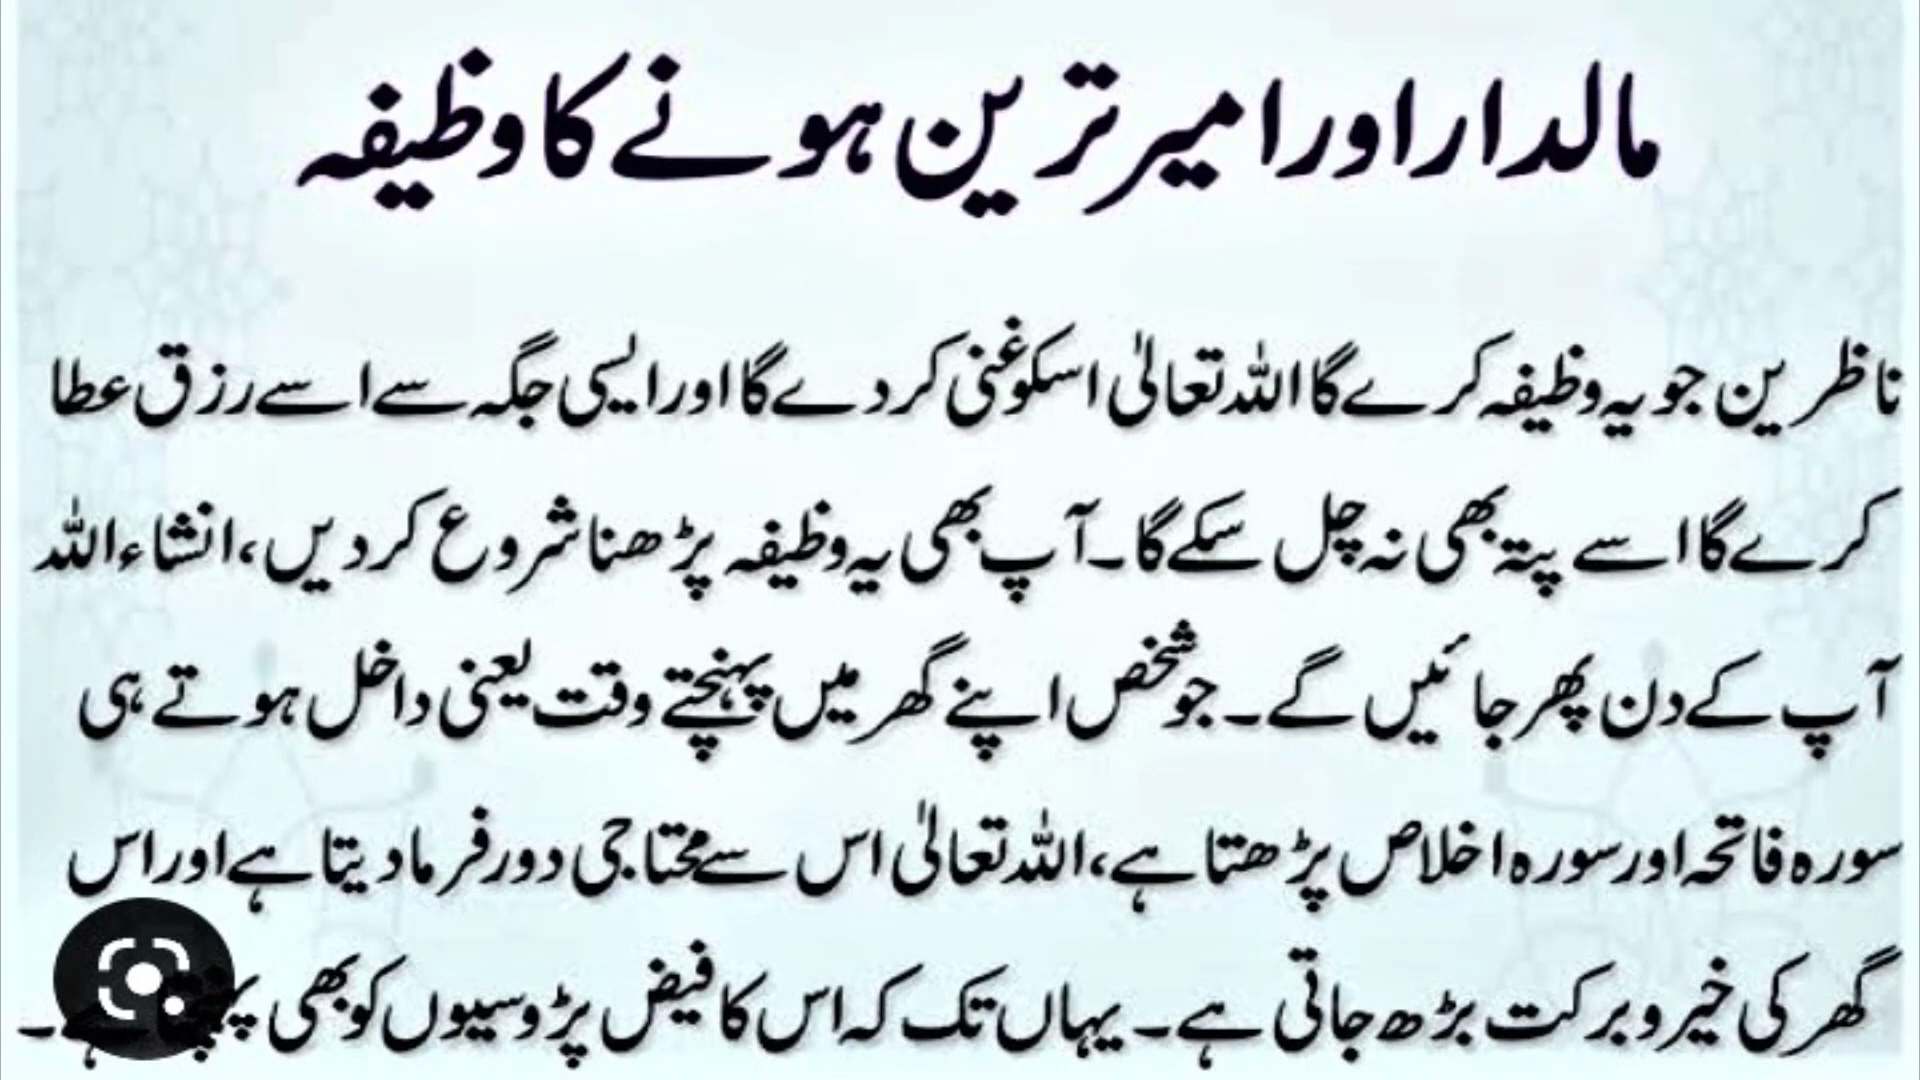 مالدار اور امیر ترین ہونے کا وظیفہ
ناظرین جو یہ وظیفہ کرے گا اللہ تعالیٰ اسکو غنی کر دے گا اور ایسی جگہ سے اسے رزق عطا
کرے گا اسے پتہ بھی نہ چل سکے گا۔ آپ بھی یہ وظیفہ پڑھنا شروع کر دیں، انشاء اللہ
آپ کے دن پھر جائیں گے۔ جو شخص اپنے گھر میں پہنچتے وقت یعنی داخل ہوتے ہی
سورہ فاتحہ اور سورہ اخلاص پڑھتا ہے، اللہ تعالیٰ اس سے محتاجی دور فرما دیتا ہے اور اس
گھر کی خیر و برکت بڑھ جاتی ہے۔ یہاں تک کہ اس کا فیض پڑوسیوں کو بھی ہے۔